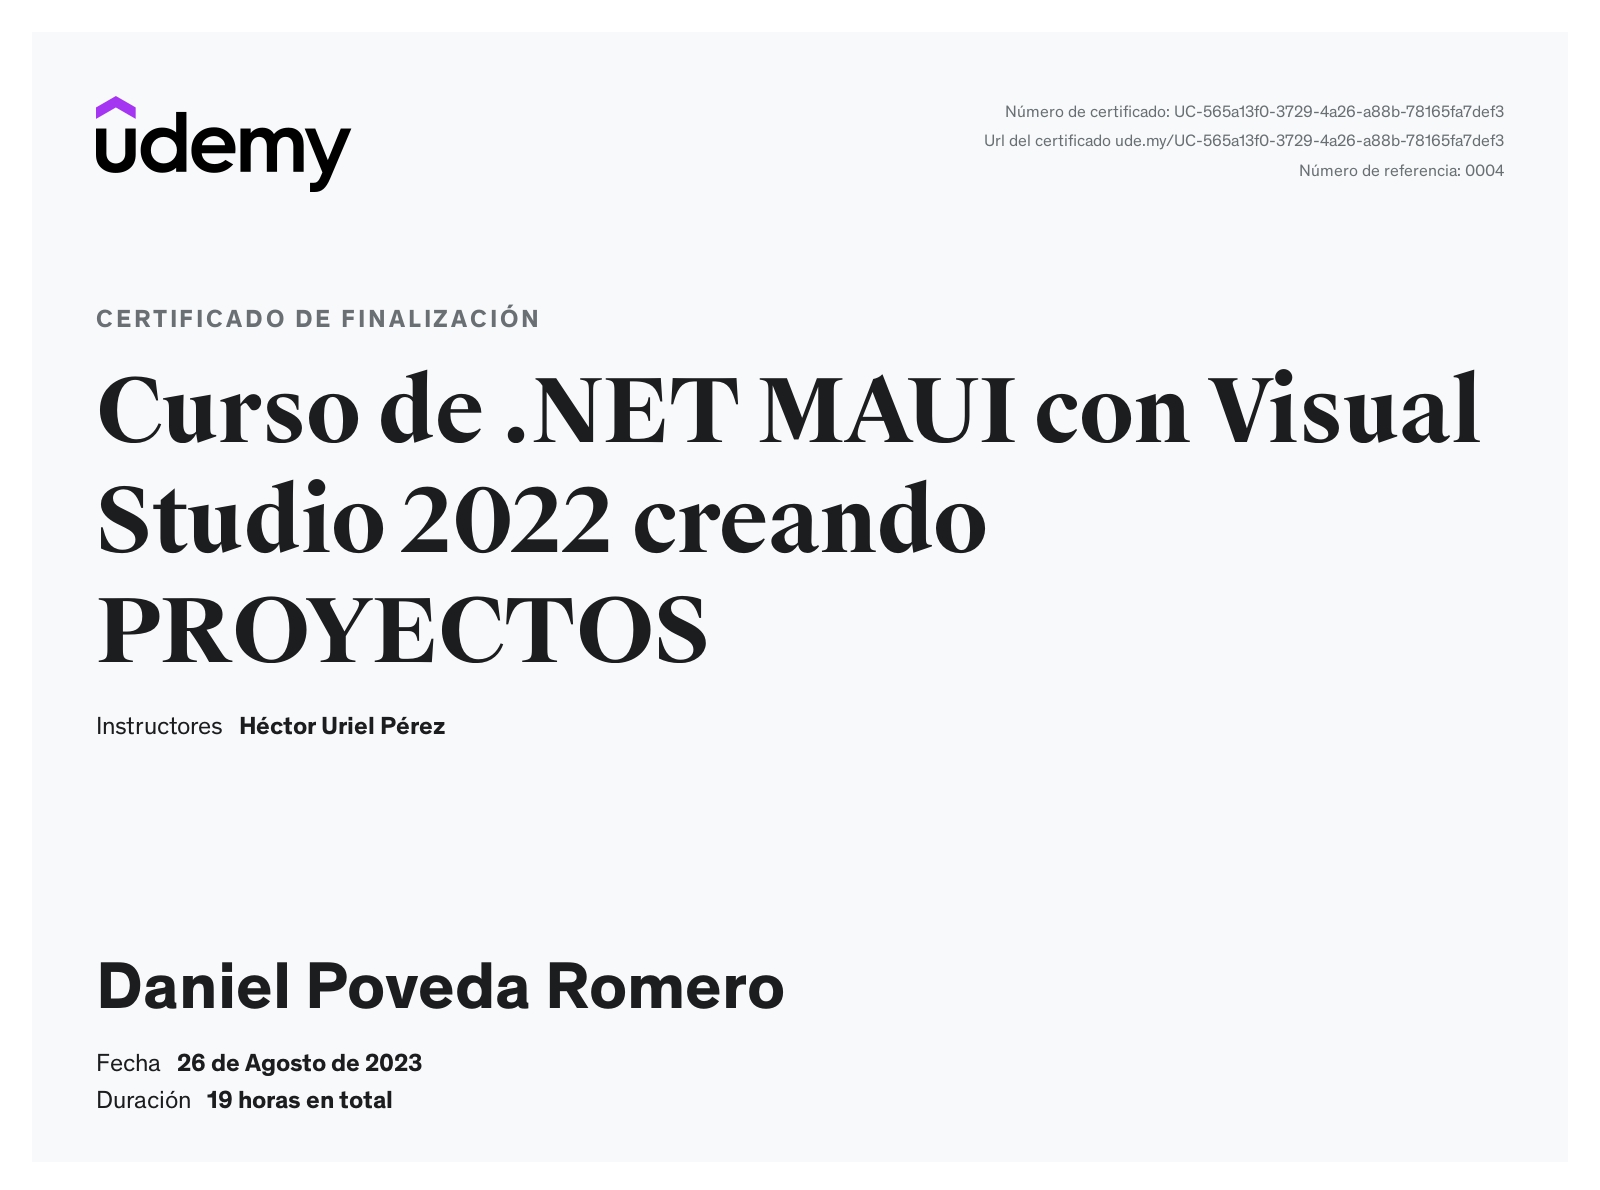 udemy
Número de certificado: UC-565a13f0-3729-4a26-a88b-78165fa7def3
Url del certificado ude.my/UC-565a13f0-3729-4a26-a88b-78165fa7def3
Número de referencia: 0004
CERTIFICADO DE FINALIZACIÓN
Curso de .NET MAUI con Visual
Studio 2022 creando
PROYECTOS
Instructores Héctor Uriel Pérez
Daniel Poveda Romero
Fecha 26 de Agosto de 2023
Duración 19 horas en total